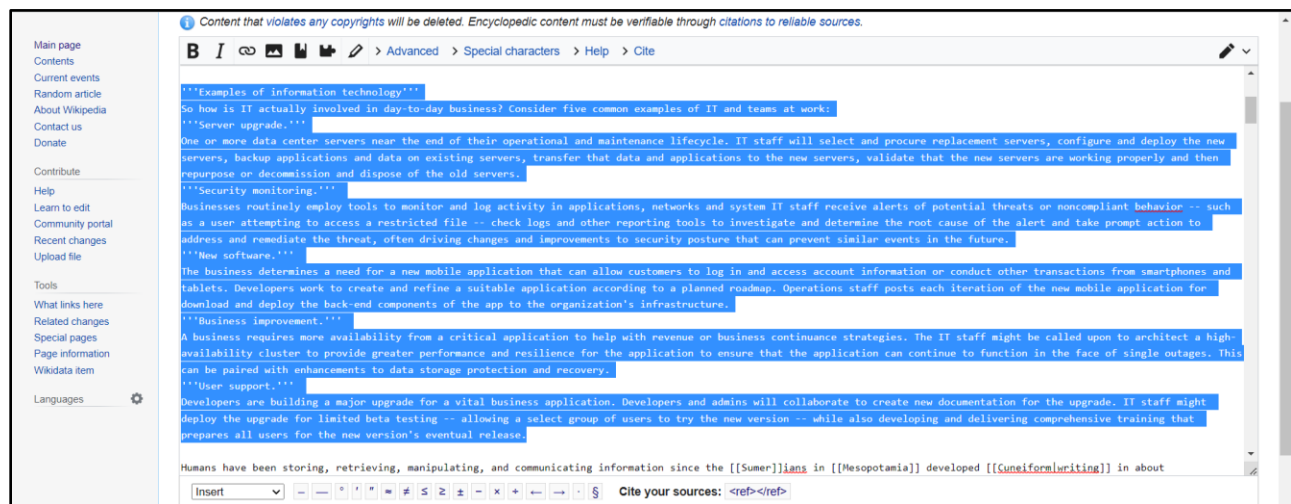 Content that violates any copyrights will be deleted. Encyclopedic content must be verifiable through citations to reliable sources.
B I > Advanced > Special characters > Help > Cite
Main page
Contents
Current events
Random article
About Wikipedia
Contact us
Donate
Contribute
Help
Learn to edit
Community portal
Recent changes
Upload file
Tools
What links here
Related changes
Special pages
Page information
Wikidata item
Languages
'''Examples of information technology'''
So how is IT actually involved in day-to-day business? Consider five common examples of IT and teams at work:
'''Server upgrade.'''
One or more data center servers near the end of their operational and maintenance lifecycle. IT staff will select and procure replacement servers, configure and deploy the new
servers, backup applications and data on existing servers, transfer that data and applications to the new servers, validate that the new servers are working properly and then
repurpose or decommission and dispose of the old servers.
'''Security monitoring.'''
Businesses routinely employ tools to monitor and log activity in applications, networks and system IT staff receive alerts of potential threats or noncompliant behavior -- such
as a user attempting to access a restricted file -- check logs and other reporting tools to investigate and determine the root cause of the alert and take prompt action to
address and remediate the threat, often driving changes and improvements to security posture that can prevent similar events in the future.
'''New software.'''
The business determines a need for a new mobile application that can allow customers to log in and access account information or conduct other transactions from smartphones and
tablets. Developers work to create and refine a suitable application according to a planned roadmap. Operations staff posts each iteration of the new mobile application for
download and deploy the back-end components of the app to the organization's infrastructure.
'''Business improvement.'''
A business requires more availability from a critical application to help with revenue or business continuance strategies. The IT staff might be called upon to architect a high-
availability cluster to provide greater performance and resilience for the application to ensure that the application can continue to function in the face of single outages. This
can be paired with enhancements to data storage protection and recovery.
'''User support.'''
Developers are building a major upgrade for a vital business application. Developers and admins will collaborate to create new documentation for the upgrade. IT staff might
deploy the upgrade for limited beta testing -- allowing a select group of users to try the new version -- while also developing and delivering comprehensive training that
prepares all users for the new version's eventual release.
Humans have been storing, retrieving, manipulating, and communicating information since the [[Sumer]]ians in [[Mesopotamia]] developed [[Cuneiform|writing]] in about
Insert – — ° ′ ″ ≈ ≠ ≤ ≥ ± − × ÷ ← → · § Cite your sources: <ref></ref>